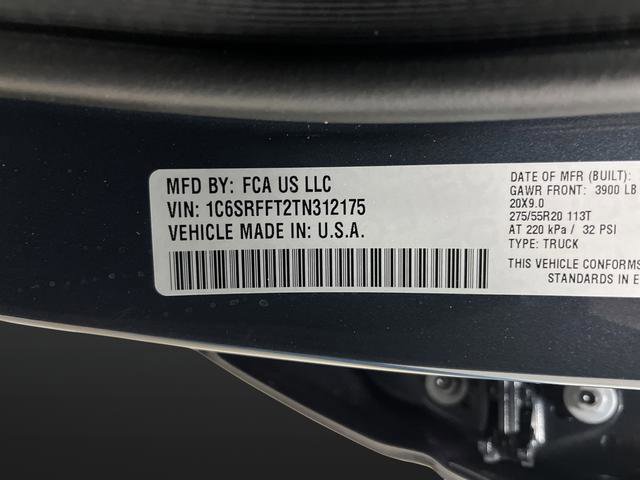 MFD BY: FCA US LLC
VIN: 1C6SRFFT2TN312175
VEHICLE MADE IN: U.S.A.
DATE OF MFR (BUILT):
GAWR FRONT: 3900 LB
20X9.0
275/55R20 113T
AT 220 kPa / 32 PSI
TYPE: TRUCK
THIS VEHICLE CONFORMS
STANDARDS IN E